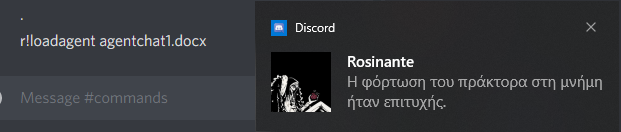 .
r!loadagent agentchat1.docx
Message #commands
Discord
Rosinante
Η φόρτωση του πράκτορα στη μνήμη
ήταν επιτυχής.